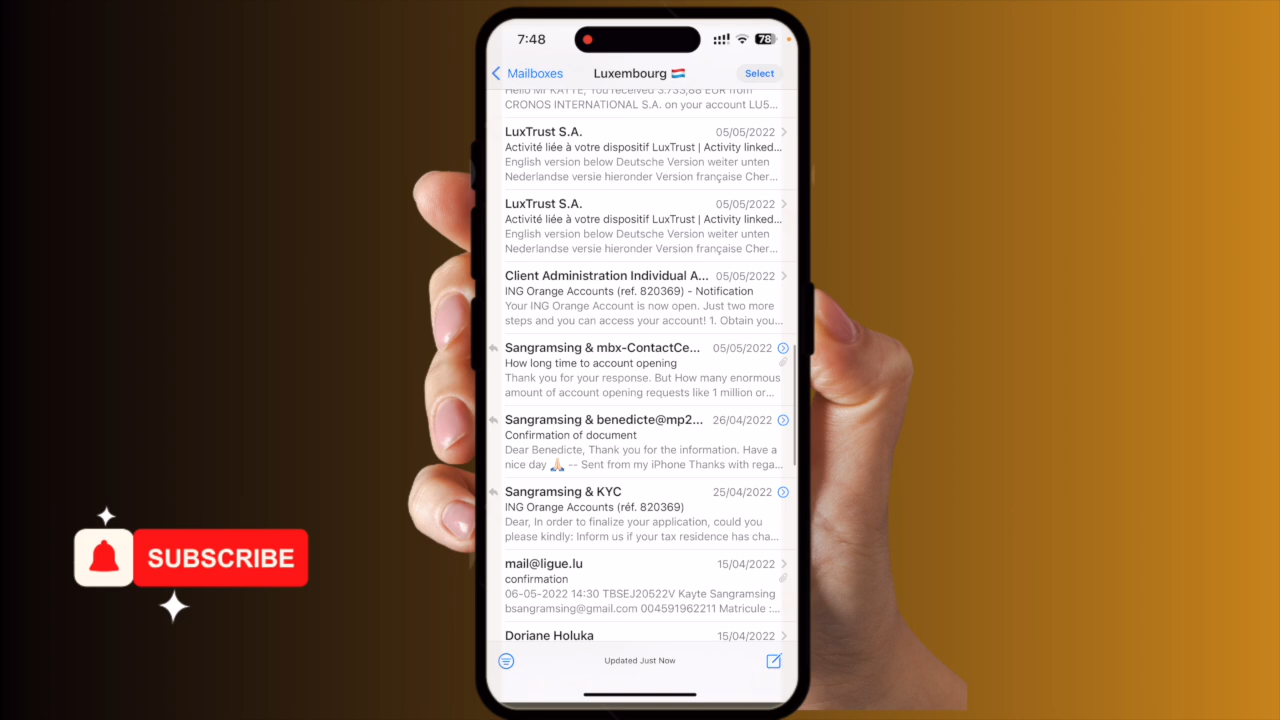 7:48
78
Mailboxes
Luxembourg 🇱🇺
Select
Hello Mr KAYTE, You received 3.733,88 EUR from
CRONOS INTERNATIONAL S.A. on your account LU5...
LuxTrust S.A.
05/05/2022
Activité liée à votre dispositif LuxTrust | Activity linked...
English version below Deutsche Version weiter unten
Nederlandse versie hieronder Version française Cher...
LuxTrust S.A.
05/05/2022
Activité liée à votre dispositif LuxTrust | Activity linked...
English version below Deutsche Version weiter unten
Nederlandse versie hieronder Version française Cher...
Client Administration Individual A...
05/05/2022
ING Orange Accounts (ref. 820369) - Notification
Your ING Orange Account is now open. Just two more
steps and you can access your account! 1. Obtain you...
Sangramsing & mbx-ContactCe...
05/05/2022
How long time to account opening
Thank you for your response. But How many enormous
amount of account opening requests like 1 million or...
Sangramsing & benedicte@mp2...
26/04/2022
Confirmation of document
Dear Benedicte, Thank you for the information. Have a
nice day 🙏🏻 -- Sent from my iPhone Thanks with rega...
Sangramsing & KYC
25/04/2022
ING Orange Accounts (réf. 820369)
Dear, In order to finalize your application, could you
please kindly: Inform us if your tax residence has cha...
mail@ligue.lu
15/04/2022
confirmation
06-05-2022 14:30 TBSEJ20522V Kayte Sangramsing
bsangramsing@gmail.com 004591962211 Matricule :...
Doriane Holuka
15/04/2022
Updated Just Now
SUBSCRIBE